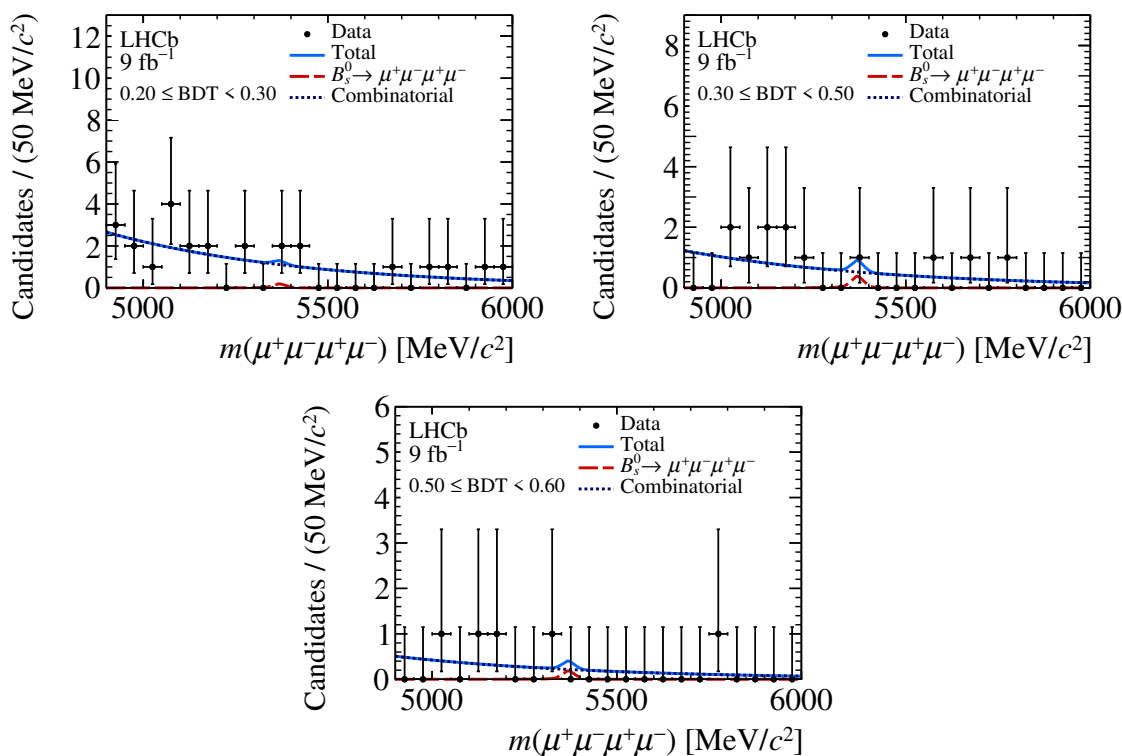 Candidates / (50 MeV/c²)
12
10
8
6
4
2
0
LHCb
9 fb⁻¹
0.20 ≤ BDT < 0.30
Data
Total
B⁰ₛ→ μ⁺μ⁻μ⁺μ⁻
Combinatorial
5000 5500 6000
m(μ⁺μ⁻μ⁺μ⁻) [MeV/c²]
Candidates / (50 MeV/c²)
8
6
4
2
0
LHCb
9 fb⁻¹
0.30 ≤ BDT < 0.50
Data
Total
B⁰ₛ→ μ⁺μ⁻μ⁺μ⁻
Combinatorial
5000 5500 6000
m(μ⁺μ⁻μ⁺μ⁻) [MeV/c²]
Candidates / (50 MeV/c²)
6
5
4
3
2
1
0
LHCb
9 fb⁻¹
0.50 ≤ BDT < 0.60
Data
Total
B⁰ₛ→ μ⁺μ⁻μ⁺μ⁻
Combinatorial
5000 5500 6000
m(μ⁺μ⁻μ⁺μ⁻) [MeV/c²]